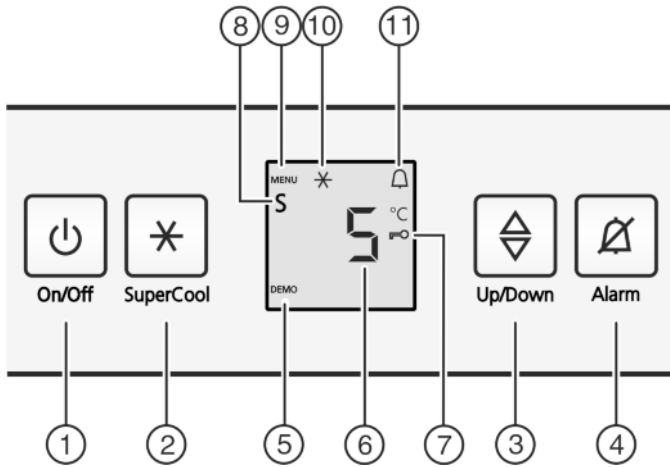 8 9 10 11
MENU
S
5 °C
DEMO
On/Off SuperCool Up/Down Alarm
1 2 5 6 7 3 4